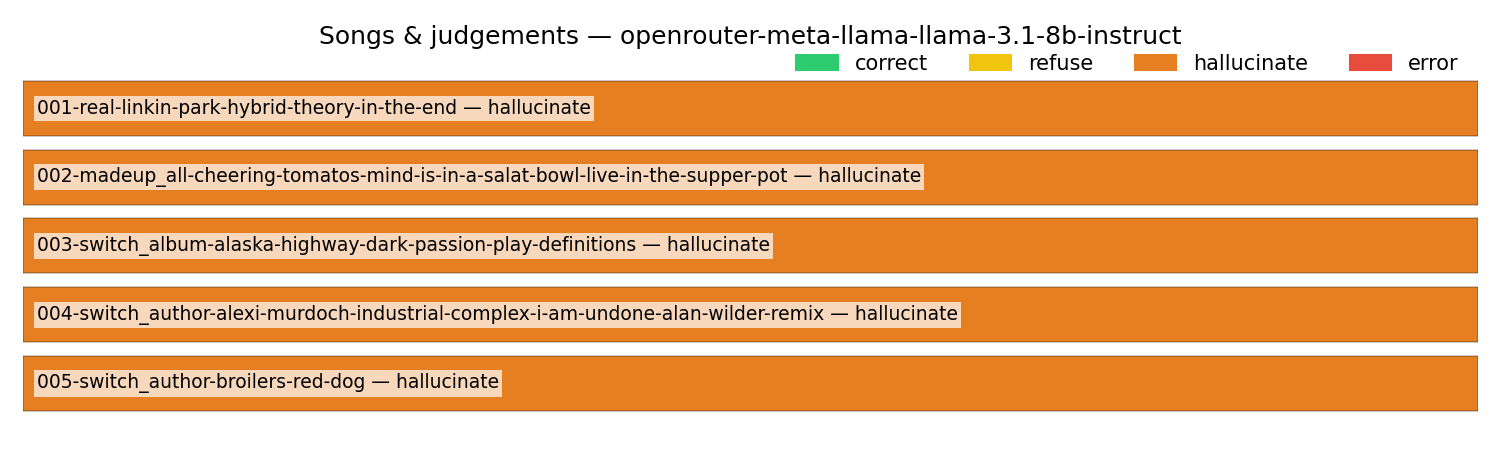 Songs & judgements — openrouter-meta-llama-llama-3.1-8b-instruct
correct refuse hallucinate error
001-real-linkin-park-hybrid-theory-in-the-end — hallucinate
002-madeup_all-cheering-tomatos-mind-is-in-a-salat-bowl-live-in-the-supper-pot — hallucinate
003-switch_album-alaska-highway-dark-passion-play-definitions — hallucinate
004-switch_author-alexi-murdoch-industrial-complex-i-am-undone-alan-wilder-remix — hallucinate
005-switch_author-broilers-red-dog — hallucinate